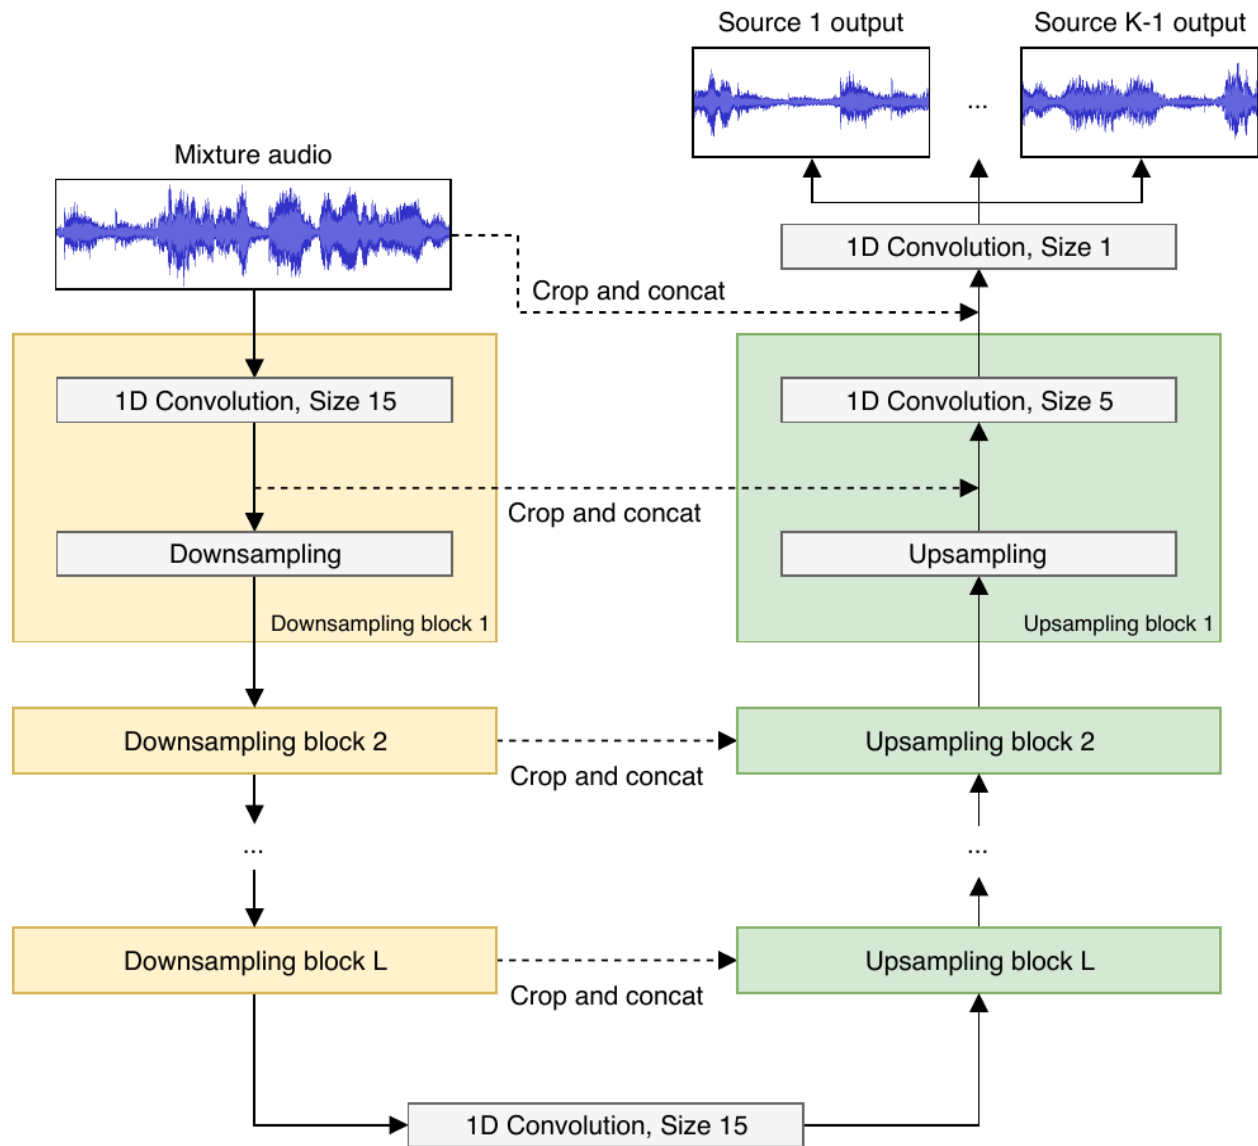 Source 1 output
Source K-1 output
...
Mixture audio
1D Convolution, Size 1
Crop and concat
1D Convolution, Size 15
1D Convolution, Size 5
Crop and concat
Downsampling
Upsampling
Downsampling block 1
Upsampling block 1
Downsampling block 2
Upsampling block 2
Crop and concat
...
...
Downsampling block L
Upsampling block L
Crop and concat
1D Convolution, Size 15